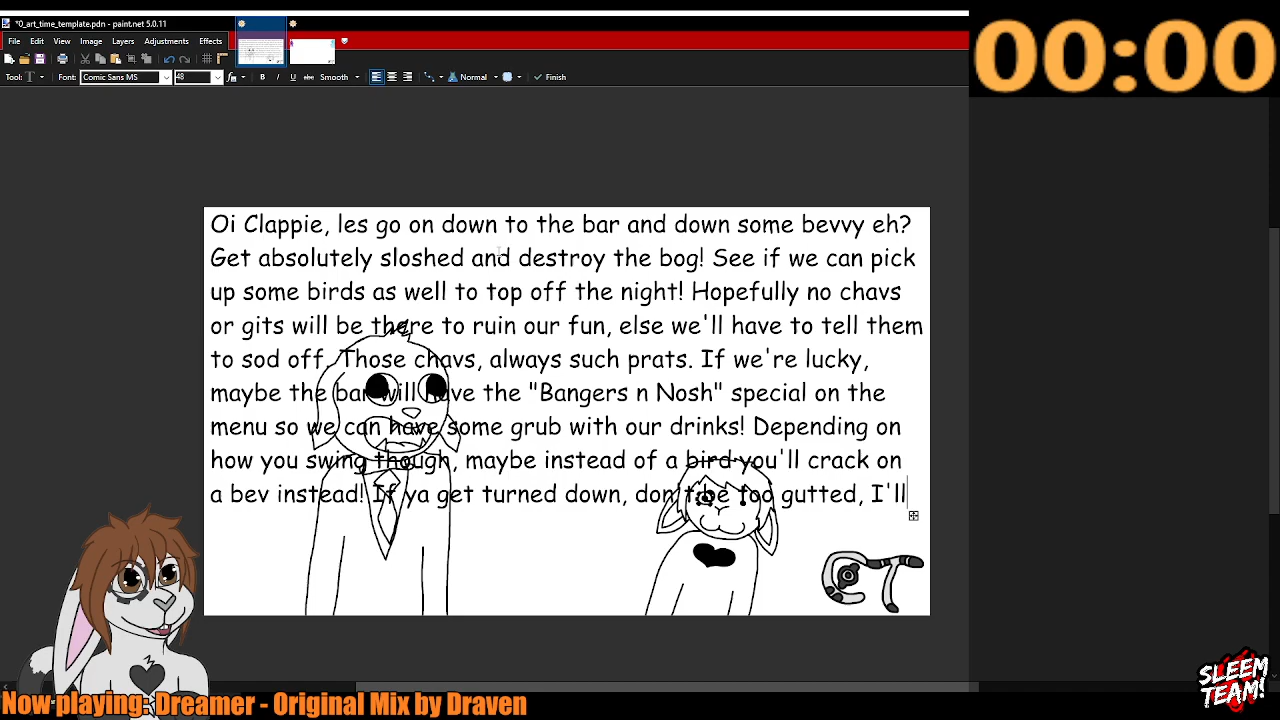 *0_art_time_template.pdn - paint.net 5.0.11
00:00
File Edit View Image Layers Adjustments Effects
Tool T Font: Comic Sans MS 48 B I U abc Smooth Normal Finish
Oi Clappie, les go on down to the bar and down some bevvy eh?
Get absolutely sloshed and destroy the bog! See if we can pick
up some birds as well to top off the night! Hopefully no chavs
or gits will be there to ruin our fun, else we'll have to tell them
to sod off. Those chavs, always such prats. If we're lucky,
maybe the bar will have the "Bangers n Nosh" special on the
menu so we can have some grub with our drinks! Depending on
how you swing though, maybe instead of a bird you'll crack on
a bev instead! If ya get turned down, don't be too gutted, I'll
CT
SLEEM
TEAM!
Now playing: Dreamer - Original Mix by Draven